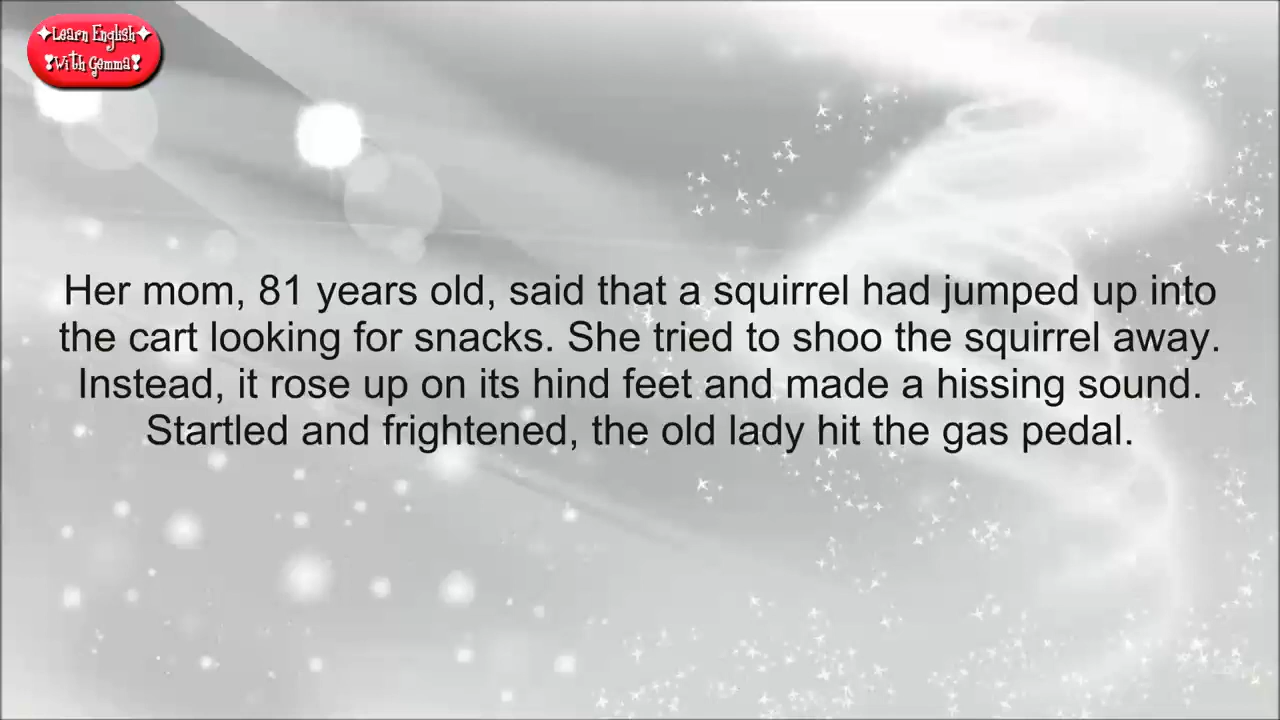 ✦Learn English✦
❣With Gemma❣
Her mom, 81 years old, said that a squirrel had jumped up into
the cart looking for snacks. She tried to shoo the squirrel away.
Instead, it rose up on its hind feet and made a hissing sound.
Startled and frightened, the old lady hit the gas pedal.